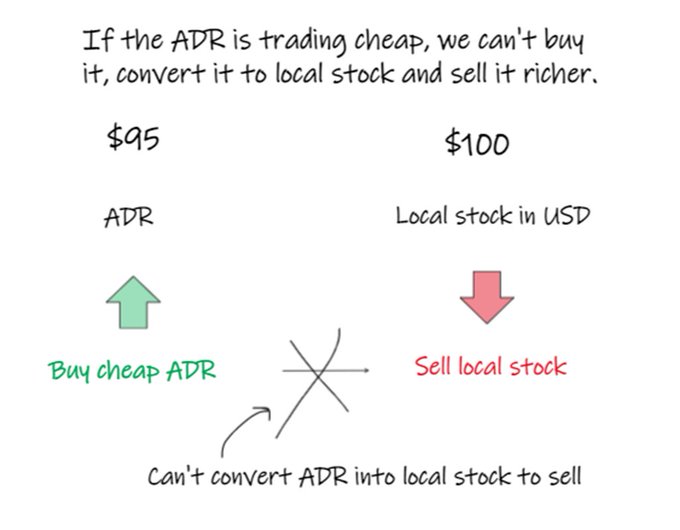 If the ADR is trading cheap, we can't buy
it, convert it to local stock and sell it richer.
$95
$100
ADR
Local stock in USD
Buy cheap ADR
Sell local stock
Can't convert ADR into local stock to sell